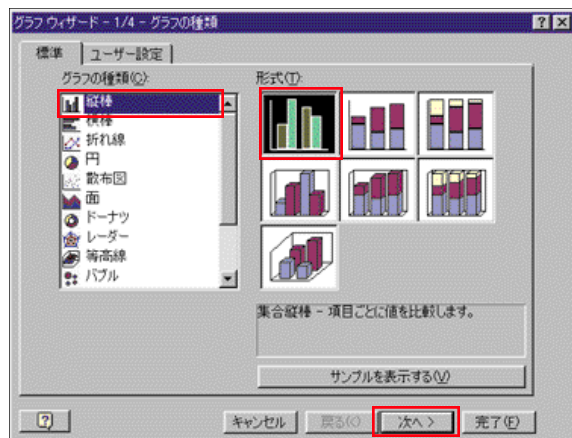 グラフ ウィザード - 1/4 - グラフの種類
標準
ユーザー設定
グラフの種類(C):
形式(T):
縦棒
横棒
折れ線
円
散布図
面
ドーナツ
レーダー
等高線
バブル
集合縦棒 - 項目ごとに値を比較します。
サンプルを表示する(V)
キャンセル
戻る(<
次へ >
完了(F)